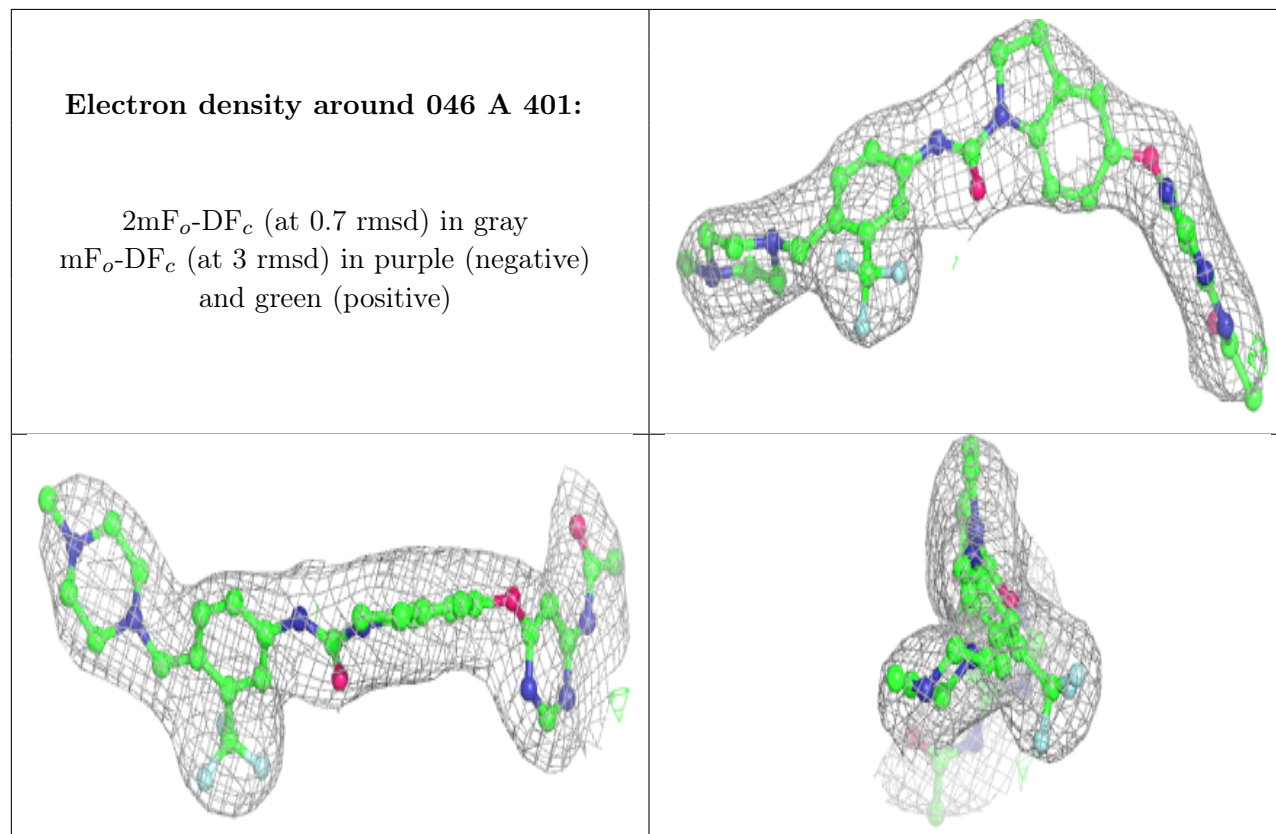 Electron density around 046 A 401:
2mFₒ-DF𝒸 (at 0.7 rmsd) in gray
mFₒ-DF𝒸 (at 3 rmsd) in purple (negative)
and green (positive)